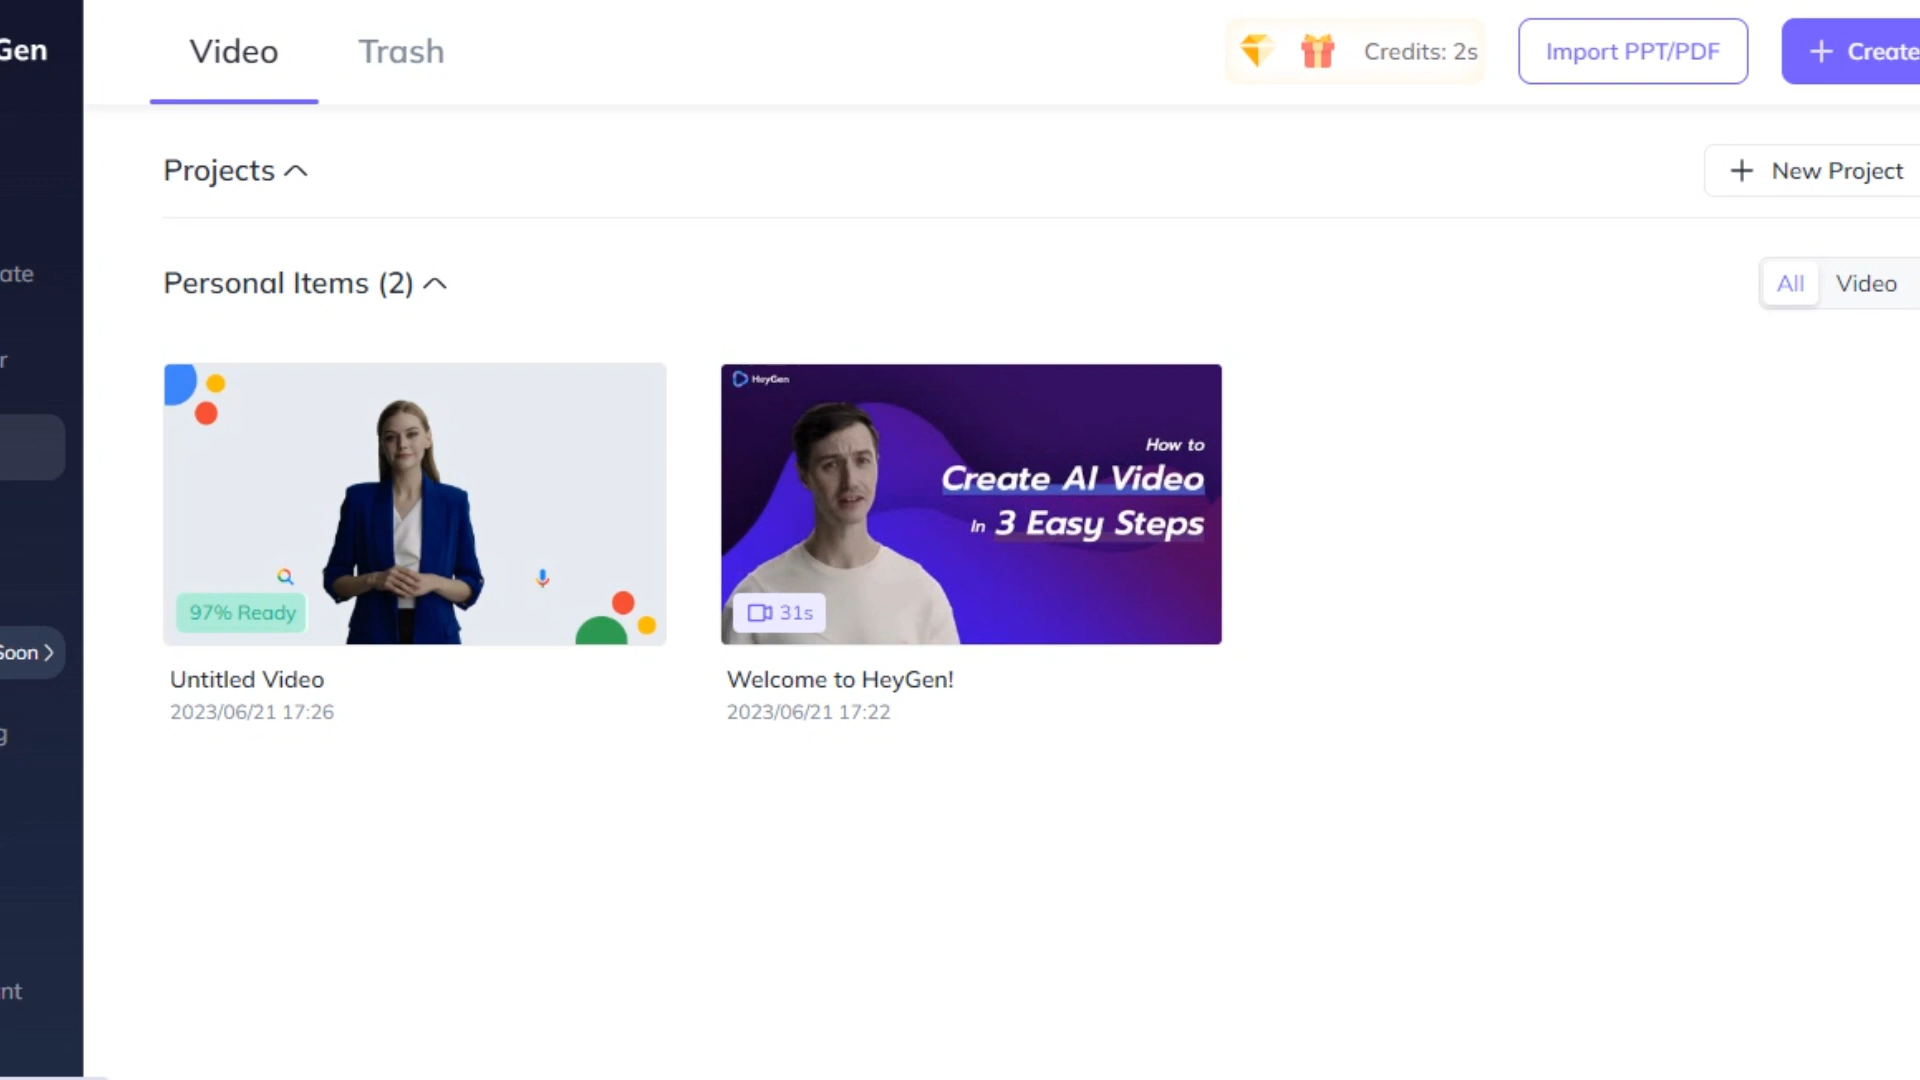 Gen
Video
Trash
Credits: 2s
Import PPT/PDF
+ Create
Projects
+ New Project
ate
Personal Items (2)
All
Video
r
HeyGen
How to
Create AI Video
In 3 Easy Steps
97% Ready
31s
Soon >
Untitled Video
Welcome to HeyGen!
2023/06/21 17:26
2023/06/21 17:22
g
nt